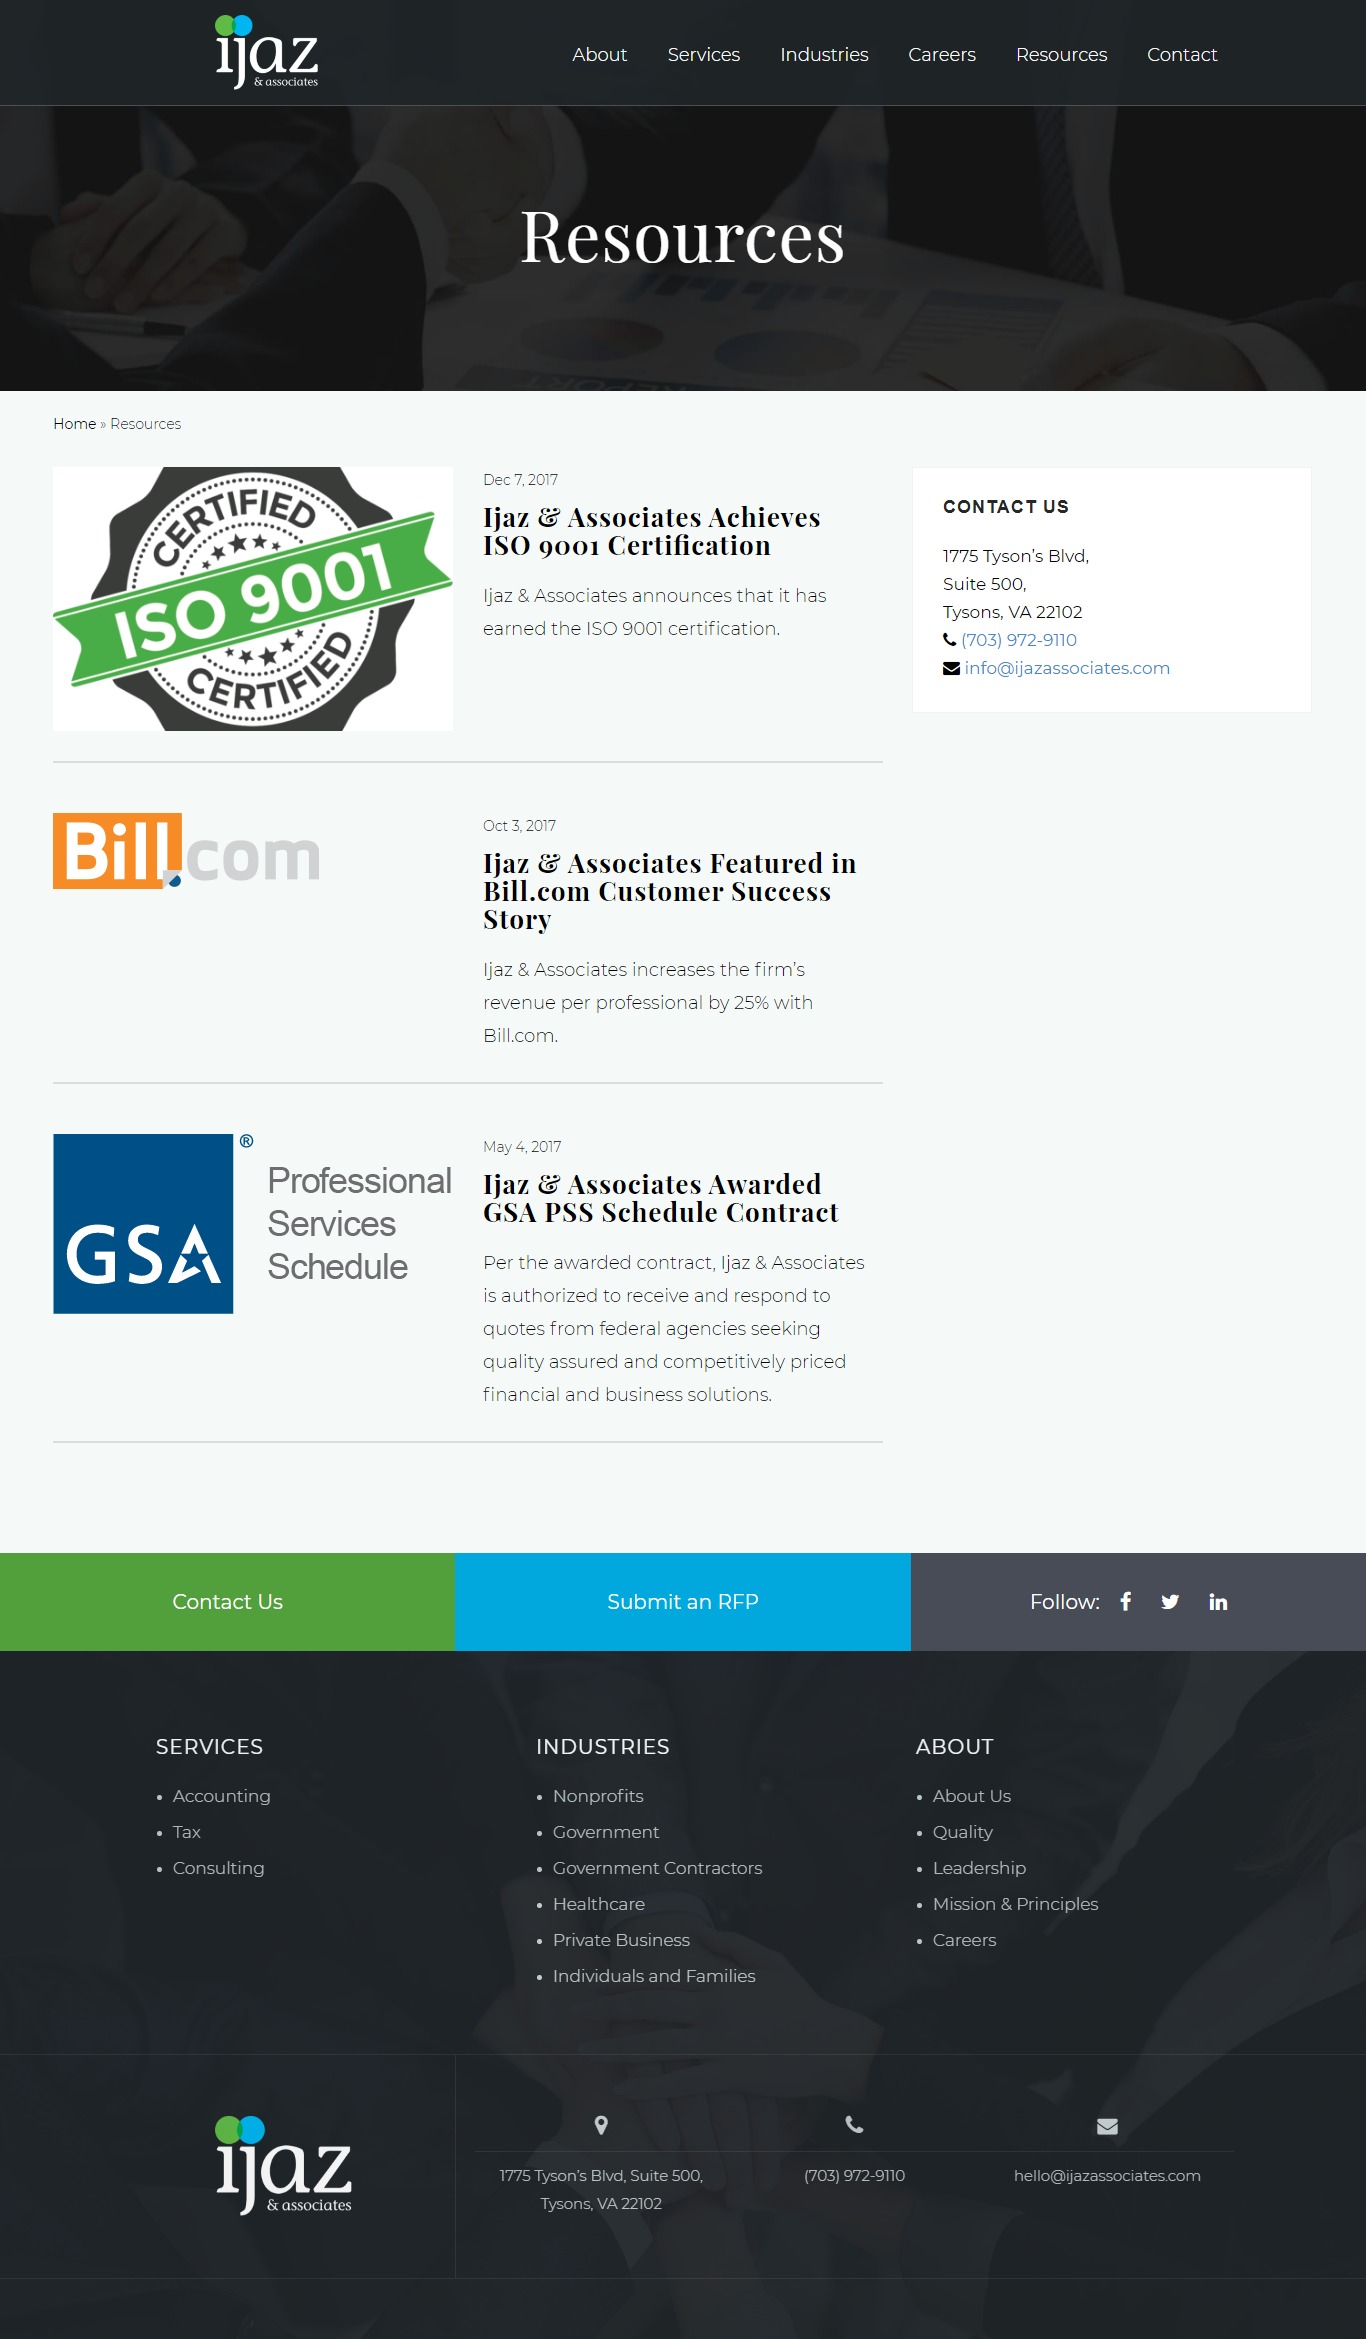 ijaz
& associates
About Services Industries Careers Resources Contact
Resources
REPORT
Home » Resources
CERTIFIED
ISO 9001
CERTIFIED
Dec 7, 2017
Ijaz & Associates Achieves
ISO 9001 Certification
Ijaz & Associates announces that it has
earned the ISO 9001 certification.
CONTACT US
1775 Tyson's Blvd,
Suite 500,
Tysons, VA 22102
(703) 972-9110
info@ijazassociates.com
Bill.com
Oct 3, 2017
Ijaz & Associates Featured in
Bill.com Customer Success
Story
Ijaz & Associates increases the firm's
revenue per professional by 25% with
Bill.com.
GSA®
Professional
Services
Schedule
May 4, 2017
Ijaz & Associates Awarded
GSA PSS Schedule Contract
Per the awarded contract, Ijaz & Associates
is authorized to receive and respond to
quotes from federal agencies seeking
quality assured and competitively priced
financial and business solutions.
Contact Us
Submit an RFP
Follow:
SERVICES
Accounting
Tax
Consulting
INDUSTRIES
Nonprofits
Government
Government Contractors
Healthcare
Private Business
Individuals and Families
ABOUT
About Us
Quality
Leadership
Mission & Principles
Careers
ijaz
& associates
1775 Tyson's Blvd, Suite 500,
Tysons, VA 22102
(703) 972-9110
hello@ijazassociates.com